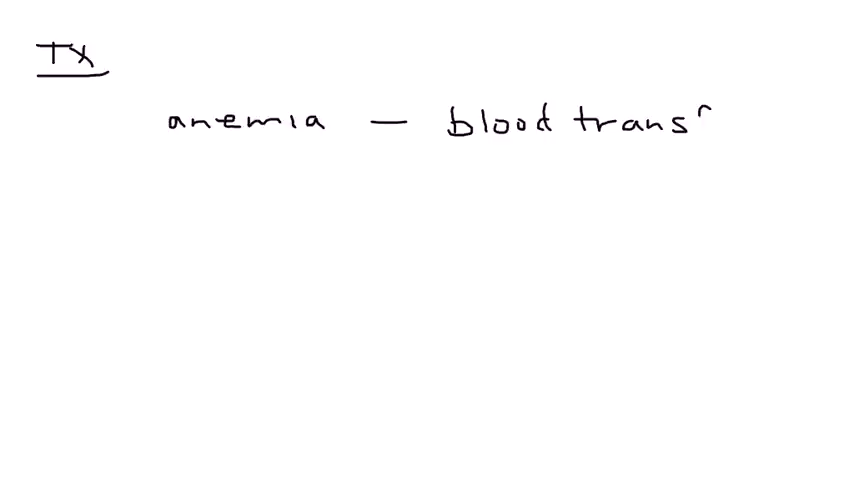 Tx
anemia — blood trans